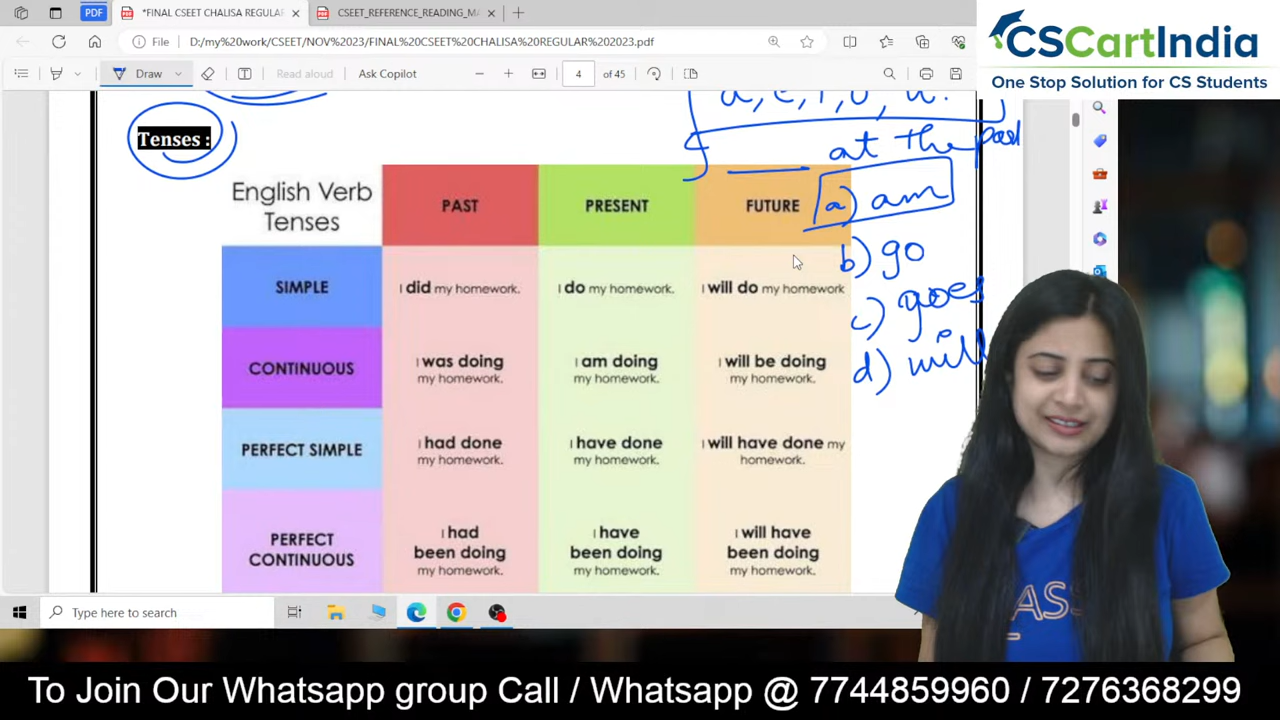 PDF
*FINAL CSEET CHALISA REGULAR
CSEET_REFERENCE_READING_MA
CSCartIndia
One Stop Solution for CS Students
File
D:/my%20work/CSEET/NOV%2023/FINAL%20CSEET%20CHALISA%20REGULAR%202023.pdf
Draw
Read aloud
Ask Copilot
4
of 45
a, e, i, o, u.
Tenses :
at the
English Verb
Tenses
PAST
PRESENT
FUTURE
a) am
b) go
c) goes
d) will
SIMPLE
I did my homework.
I do my homework.
I will do my homework
CONTINUOUS
I was doing
my homework.
I am doing
my homework.
I will be doing
my homework.
PERFECT SIMPLE
I had done
my homework.
I have done
my homework.
I will have done my
homework.
PERFECT
CONTINUOUS
I had
been doing
my homework.
I have
been doing
my homework.
I will have
been doing
my homework.
Type here to search
To Join Our Whatsapp group Call / Whatsapp @ 7744859960 / 7276368299